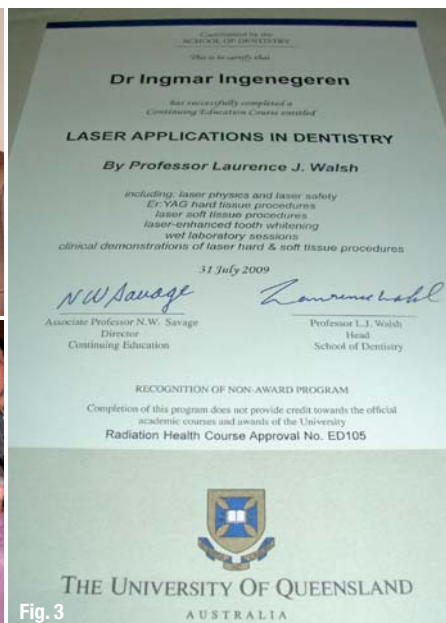 Coordinated by the
SCHOOL OF DENTISTRY
This is to certify that
Dr Ingmar Ingenegeren
has successfully completed a
Continuing Education Course entitled
LASER APPLICATIONS IN DENTISTRY
By Professor Laurence J. Walsh
including: laser physics and laser safety
Er:YAG hard tissue procedures
laser soft tissue procedures
laser-enhanced tooth whitening
wet laboratory sessions
clinical demonstrations of laser hard & soft tissue procedures
31 July 2009
NW Savage
Associate Professor N.W. Savage
Director
Continuing Education
Professor L.J. Walsh
Head
School of Dentistry
RECOGNITION OF NON-AWARD PROGRAM
Completion of this program does not provide credit towards the official
academic courses and awards of the University
Radiation Health Course Approval No. ED105
THE UNIVERSITY OF QUEENSLAND
AUSTRALIA
Fig. 3